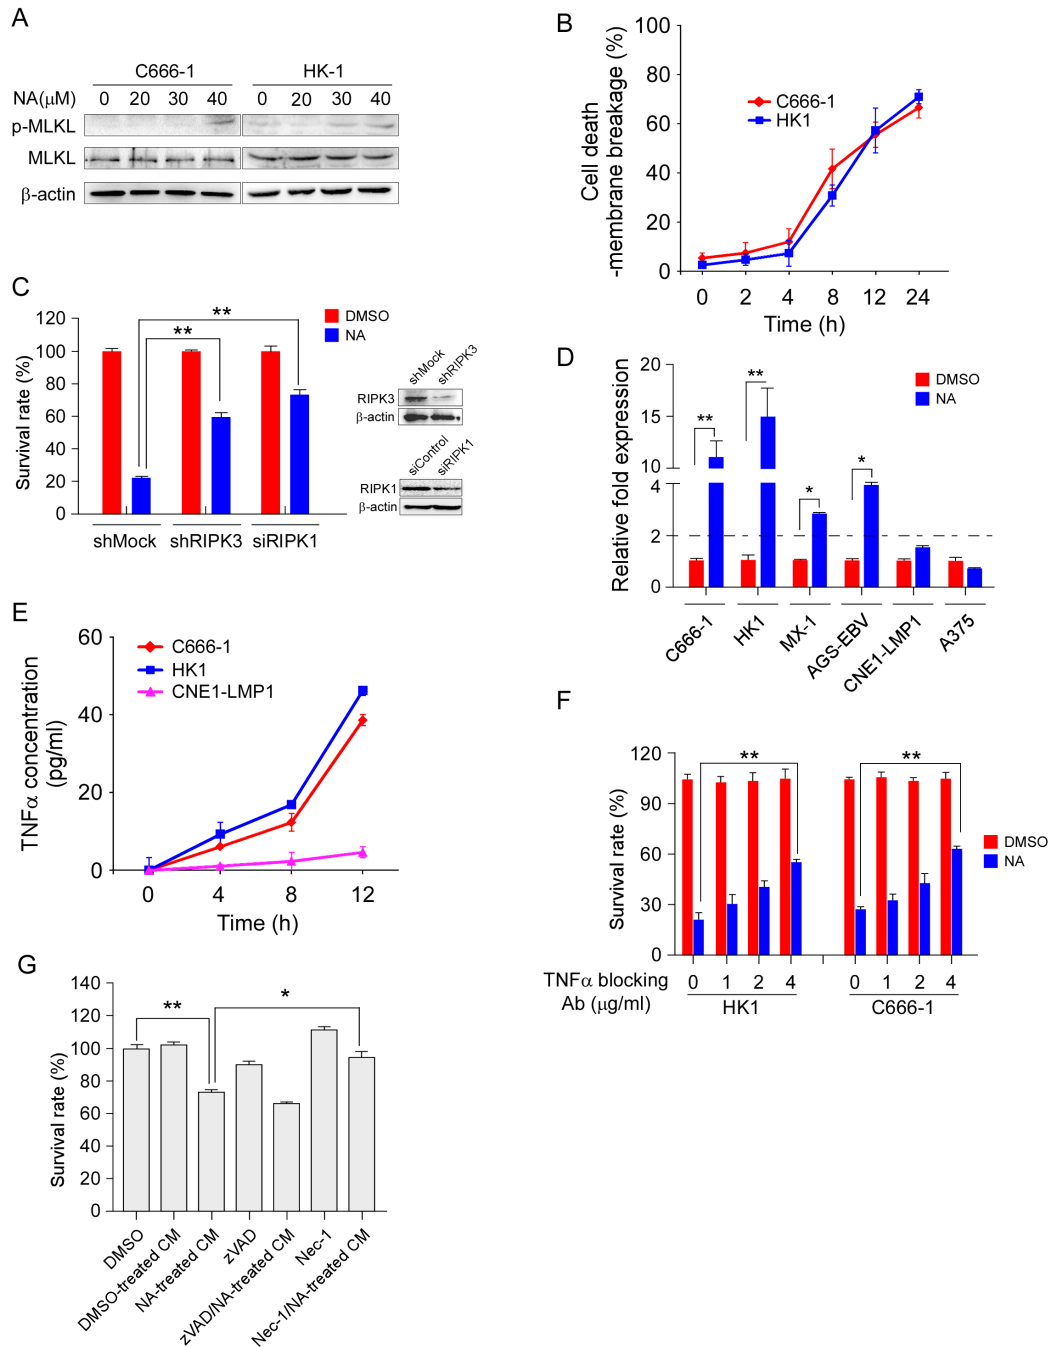 A
C666-1 HK-1
NA(μM) 0 20 30 40 0 20 30 40
p-MLKL
MLKL
β-actin
B
Cell death
-membrane breakage (%)
100
80
60
40
20
0
C666-1
HK1
0 2 4 8 12 24
Time (h)
C
Survival rate (%)
120
100
80
60
40
20
0
**
**
DMSO
NA
shMock shRIPK3 siRIPK1
shMock shRIPK3
RIPK3
β-actin
siControl siRIPK1
RIPK1
β-actin
D
Relative fold expression
20
15
10
4
2
0
** ** * *
DMSO
NA
C666-1 HK1 MX-1 AGS-EBV CNE1-LMP1 A375
E
TNFα concentration
(pg/ml)
60
40
20
0
C666-1
HK1
CNE1-LMP1
0 4 8 12
Time (h)
F
Survival rate (%)
120
90
60
30
0
** **
DMSO
NA
TNFα blocking
Ab (μg/ml)
0 1 2 4 0 1 2 4
HK1 C666-1
G
Survival rate (%)
140
120
100
80
60
40
20
0
** *
DMSO
DMSO-treated CM
NA-treated CM
zVAD
zVAD/NA-treated CM
Nec-1
Nec-1/NA-treated CM